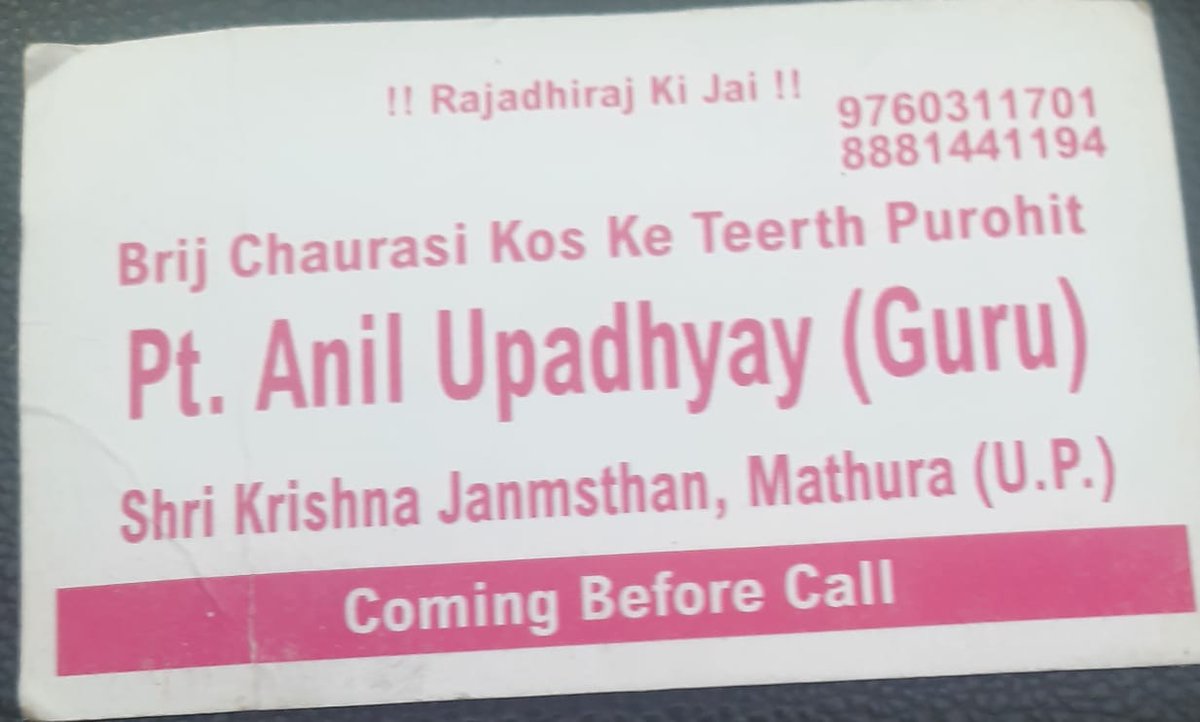 !! Rajadhiraj Ki Jai !!
9760311701
8881441194
Brij Chaurasi Kos Ke Teerth Purohit
Pt. Anil Upadhyay (Guru)
Shri Krishna Janmsthan, Mathura (U.P.)
Coming Before Call